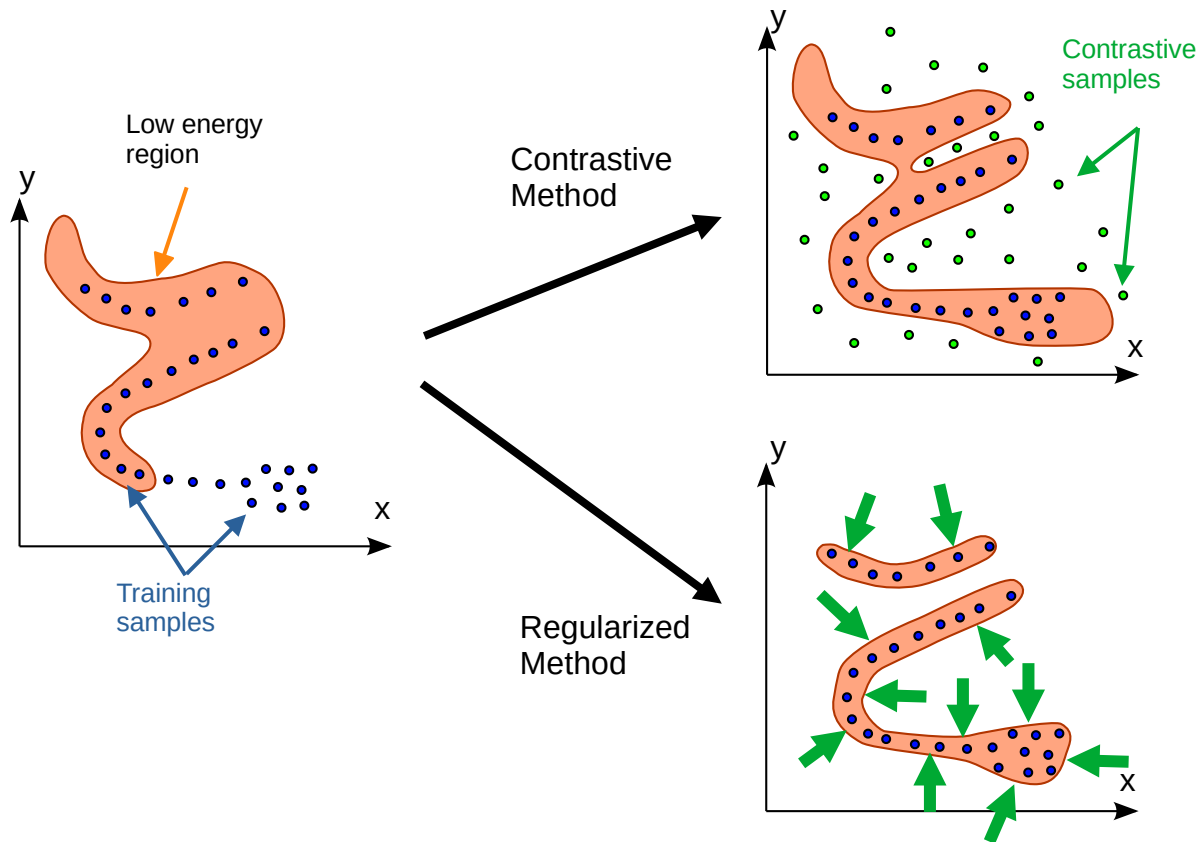 Low energy
region
y
x
Training
samples
Contrastive
Method
Regularized
Method
y
Contrastive
samples
x
y
x